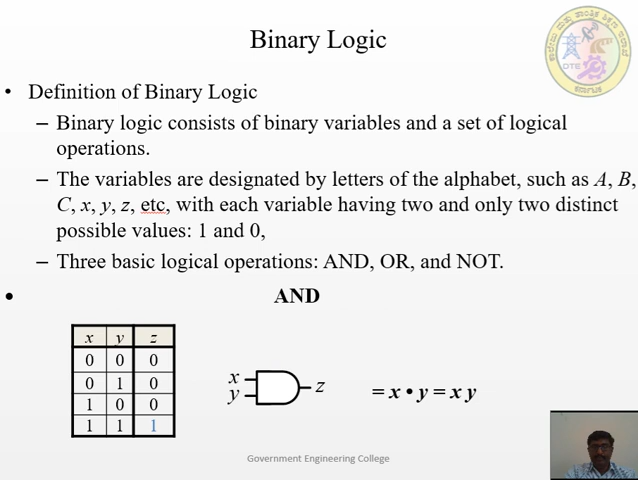 Binary Logic
DTE
• Definition of Binary Logic
– Binary logic consists of binary variables and a set of logical
operations.
– The variables are designated by letters of the alphabet, such as A, B,
C, x, y, z, etc, with each variable having two and only two distinct
possible values: 1 and 0,
– Three basic logical operations: AND, OR, and NOT.
• AND
x y z
0 0 0
0 1 0
1 0 0
1 1 1
x
y
z
= x • y = x y
Government Engineering College